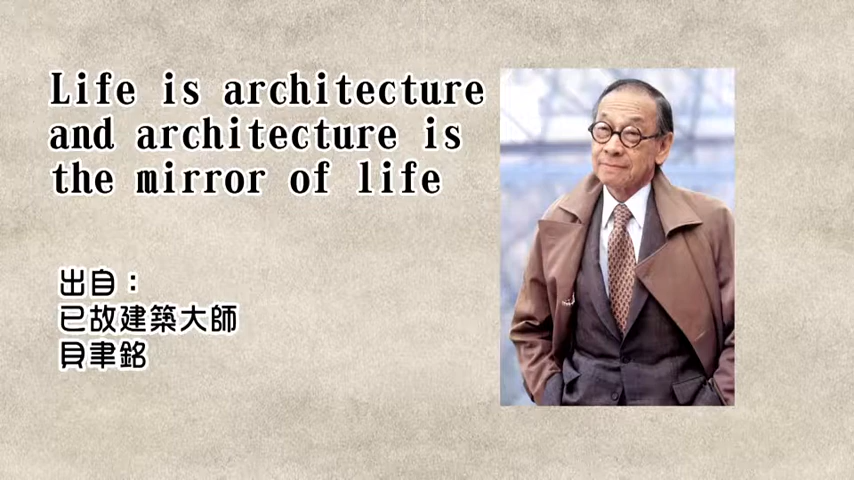 Life is architecture
and architecture is
the mirror of life
出自：
已故建築大師
貝聿銘